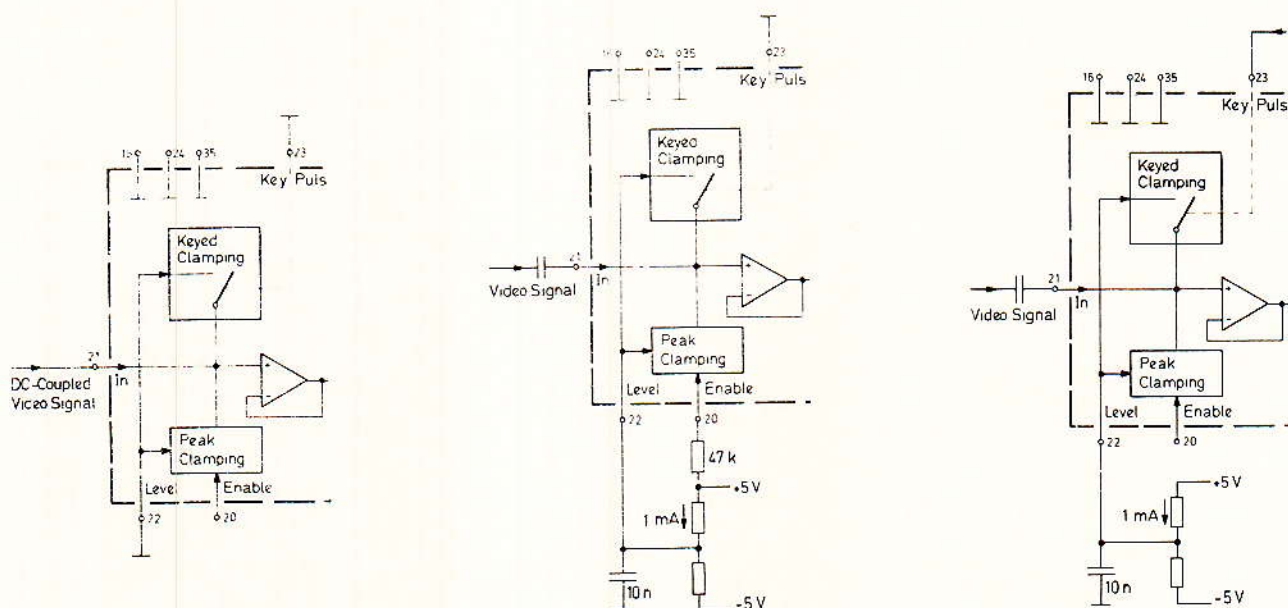 15 24 35
23
Key Puls
Keyed
Clamping
21
In
DC-Coupled
Video Signal
Peak
Clamping
Level
Enable
22
20
16 24 35
23
Key Puls
Keyed
Clamping
21
In
Video Signal
+
-
Peak
Clamping
Level
Enable
22
20
47 k
+5 V
1 mA
10 n
-5 V
16 24 35
23
Key Puls
Keyed
Clamping
21
In
Video Signal
+
-
Peak
Clamping
Level
Enable
22
20
+5 V
1 mA
10 n
-5 V